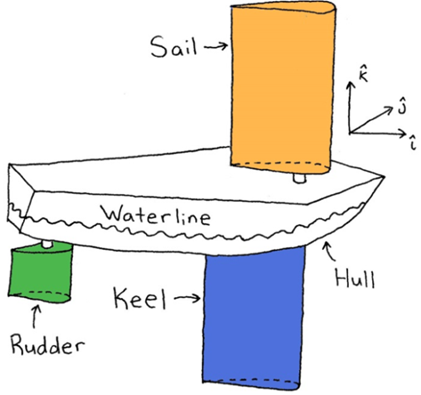 Sail
k̂
ĵ
î
Waterline
Hull
Keel
Rudder